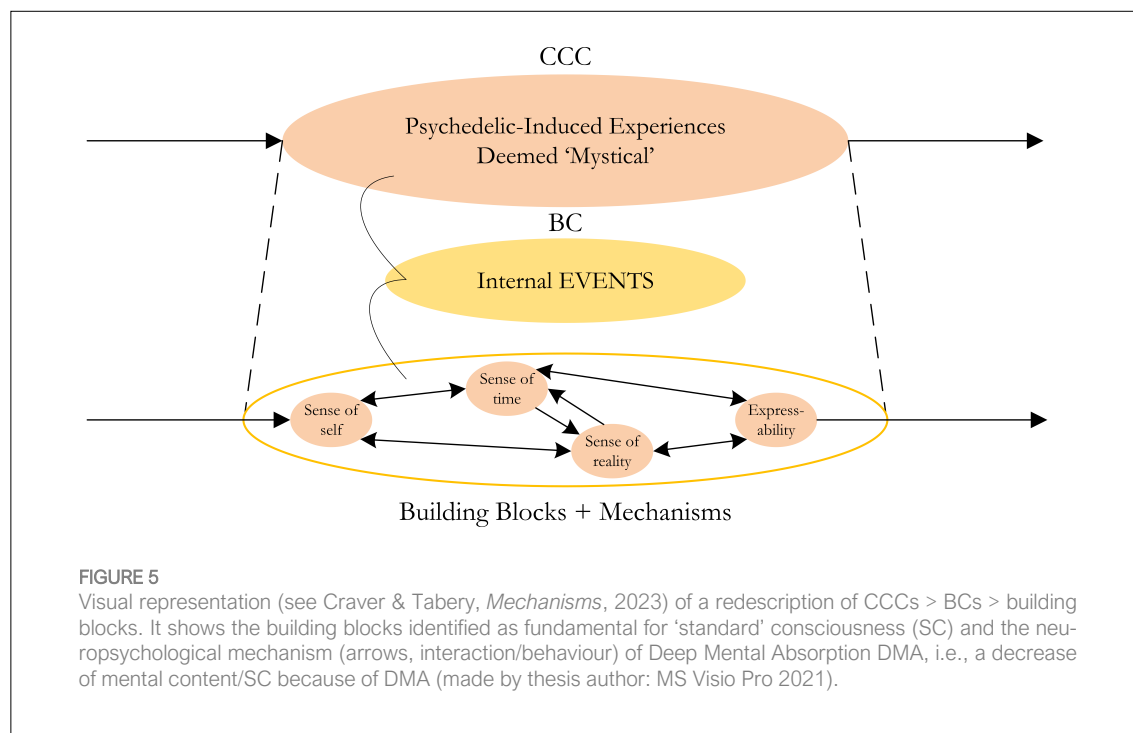 CCC
Psychedelic-Induced Experiences
Deemed ‘Mystical’
BC
Internal EVENTS
Sense of
time
Sense of
self
Express-
ability
Sense of
reality
Building Blocks + Mechanisms
FIGURE 5
Visual representation (see Craver & Tabery, Mechanisms, 2023) of a redescription of CCCs > BCs > building
blocks. It shows the building blocks identified as fundamental for ‘standard’ consciousness (SC) and the neu-
ropsychological mechanism (arrows, interaction/behaviour) of Deep Mental Absorption DMA, i.e., a decrease
of mental content/SC because of DMA (made by thesis author: MS Visio Pro 2021).